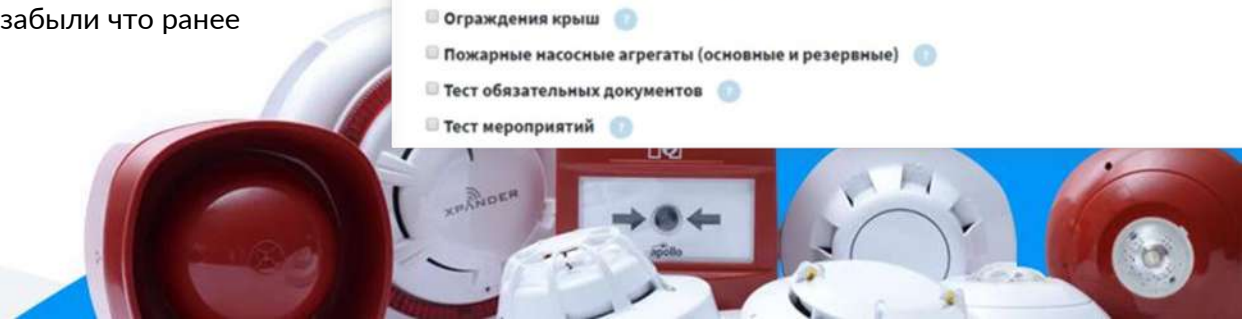 забыли что ранее
Ограждения крыш ?
Пожарные насосные агрегаты (основные и резервные) ?
Тест обязательных документов ?
Тест мероприятий ?
XPANDER
apollo